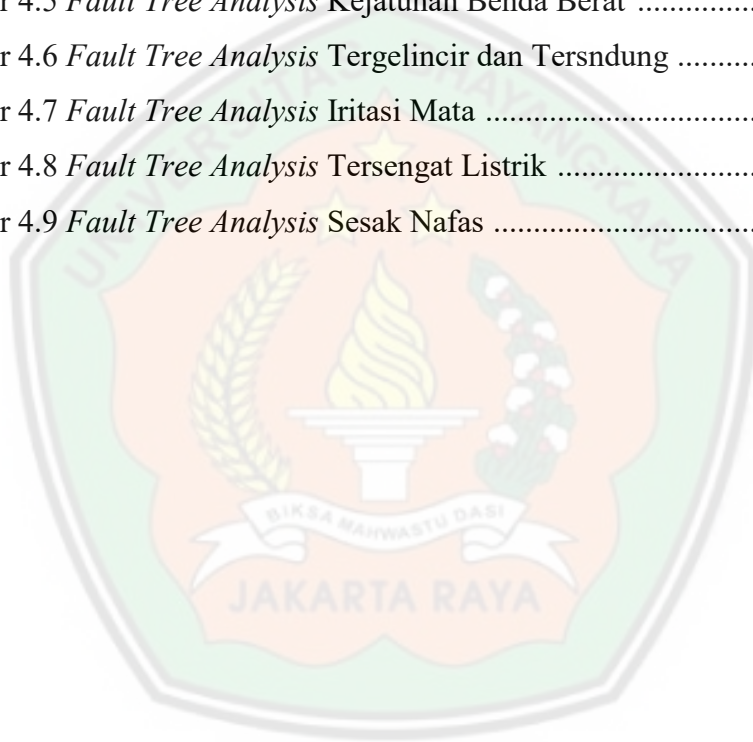 r 4.5 Fault Tree Analysis Kejatuhan Benda Berat ............
r 4.6 Fault Tree Analysis Tergelincir dan Tersndung ..........
r 4.7 Fault Tree Analysis Iritasi Mata .................................
r 4.8 Fault Tree Analysis Tersengat Listrik ........................
r 4.9 Fault Tree Analysis Sesak Nafas ................................
UNIVERSITAS BHAYANGKARA
BIKSA MAHWASTU DASI
JAKARTA RAYA